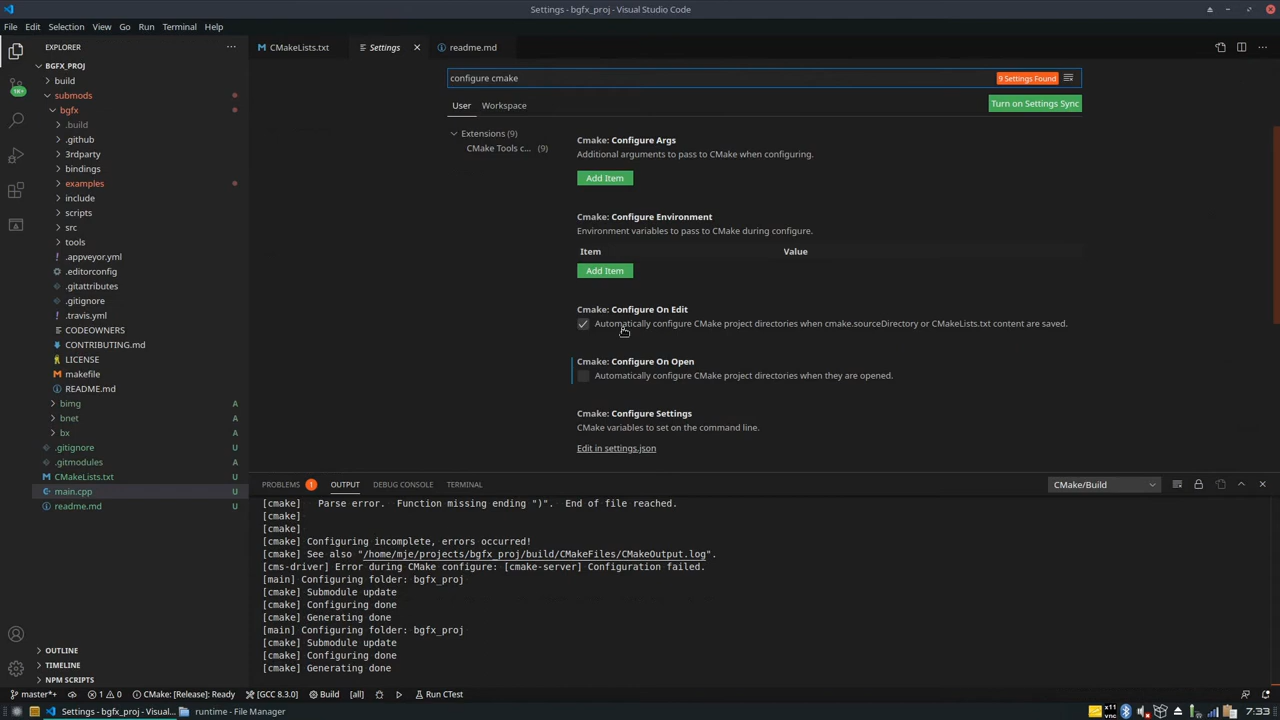 Settings - bgfx_proj - Visual Studio Code
File Edit Selection View Go Run Terminal Help
EXPLORER
CMakeLists.txt
Settings
readme.md
BGFX_PROJ
build
submods
bgfx
.build
.github
3rdparty
bindings
examples
include
scripts
src
tools
.appveyor.yml
.editorconfig
.gitattributes
.gitignore
.travis.yml
CODEOWNERS
CONTRIBUTING.md
LICENSE
makefile
README.md
bimg A
bnet A
bx A
.gitignore U
.gitmodules U
CMakeLists.txt U
main.cpp U
readme.md U
OUTLINE
TIMELINE
NPM SCRIPTS
configure cmake
9 Settings Found
User Workspace
Turn on Settings Sync
Extensions (9)
CMake Tools c... (9)
Cmake: Configure Args
Additional arguments to pass to CMake when configuring.
Add Item
Cmake: Configure Environment
Environment variables to pass to CMake during configure.
Item Value
Add Item
Cmake: Configure On Edit
Automatically configure CMake project directories when cmake.sourceDirectory or CMakeLists.txt content are saved.
Cmake: Configure On Open
Automatically configure CMake project directories when they are opened.
Cmake: Configure Settings
CMake variables to set on the command line.
Edit in settings.json
PROBLEMS 1 OUTPUT DEBUG CONSOLE TERMINAL
CMake/Build
[cmake] Parse error. Function missing ending ")". End of file reached.
[cmake]
[cmake]
[cmake] Configuring incomplete, errors occurred!
[cmake] See also "/home/mje/projects/bgfx_proj/build/CMakeFiles/CMakeOutput.log".
[cms-driver] Error during CMake configure: [cmake-server] Configuration failed.
[main] Configuring folder: bgfx_proj
[cmake] Submodule update
[cmake] Configuring done
[cmake] Generating done
[main] Configuring folder: bgfx_proj
[cmake] Submodule update
[cmake] Configuring done
[cmake] Generating done
master*+ 1 0 CMake: [Release]: Ready [GCC 8.3.0] Build [all] Run CTest
Settings - bgfx_proj - Visual... runtime - File Manager
7:33